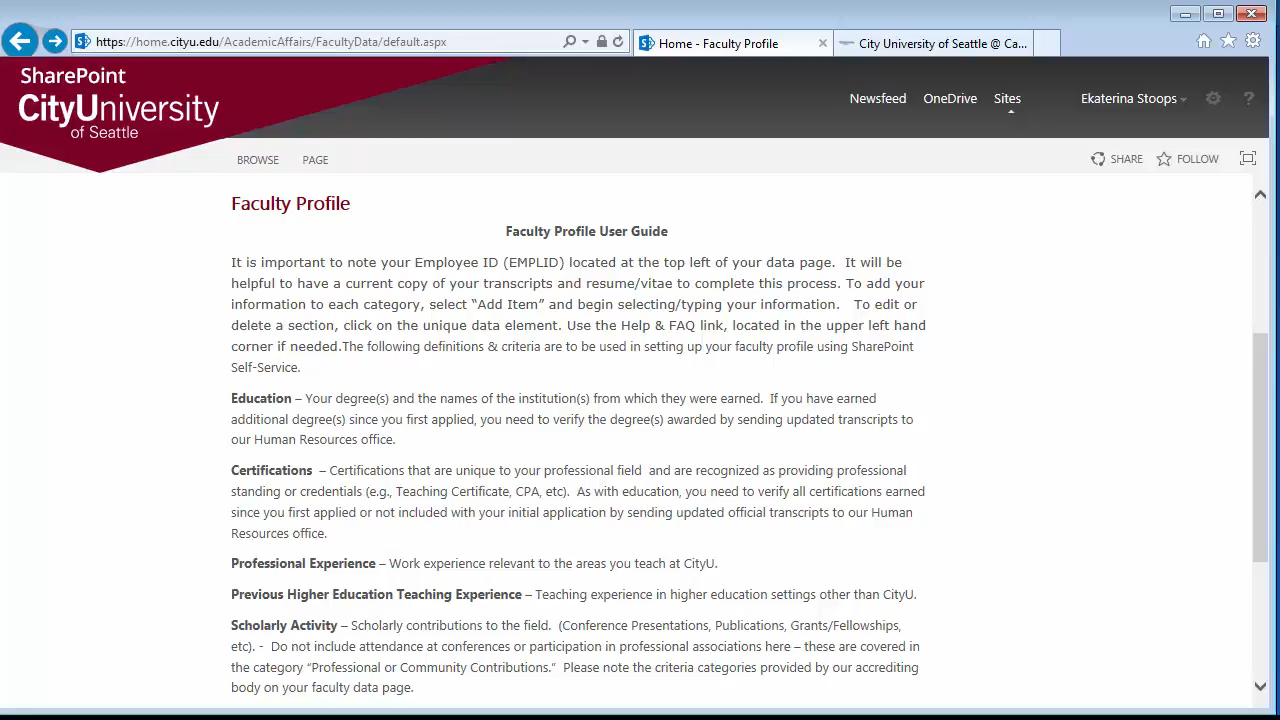 https://home.cityu.edu/AcademicAffairs/FacultyData/default.aspx
Home - Faculty Profile
City University of Seattle @ Ca...
SharePoint
CityUniversity
of Seattle
Newsfeed
OneDrive
Sites
Ekaterina Stoops
?
BROWSE
PAGE
SHARE
FOLLOW
Faculty Profile
Faculty Profile User Guide
It is important to note your Employee ID (EMPLID) located at the top left of your data page.  It will be
helpful to have a current copy of your transcripts and resume/vitae to complete this process. To add your
information to each category, select “Add Item” and begin selecting/typing your information.   To edit or
delete a section, click on the unique data element. Use the Help & FAQ link, located in the upper left hand
corner if needed.The following definitions & criteria are to be used in setting up your faculty profile using SharePoint
Self-Service.
Education – Your degree(s) and the names of the institution(s) from which they were earned.  If you have earned
additional degree(s) since you first applied, you need to verify the degree(s) awarded by sending updated transcripts to
our Human Resources office.
Certifications  – Certifications that are unique to your professional field  and are recognized as providing professional
standing or credentials (e.g., Teaching Certificate, CPA, etc).  As with education, you need to verify all certifications earned
since you first applied or not included with your initial application by sending updated official transcripts to our Human
Resources office.
Professional Experience – Work experience relevant to the areas you teach at CityU.
Previous Higher Education Teaching Experience – Teaching experience in higher education settings other than CityU.
Scholarly Activity – Scholarly contributions to the field.  (Conference Presentations, Publications, Grants/Fellowships,
etc). -  Do not include attendance at conferences or participation in professional associations here – these are covered in
the category “Professional or Community Contributions.”  Please note the criteria categories provided by our accrediting
body on your faculty data page.